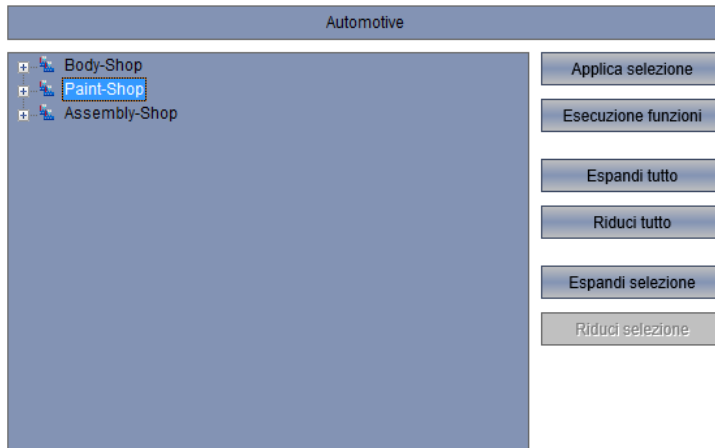 Automotive
Body-Shop
Paint-Shop
Assembly-Shop
Applica selezione
Esecuzione funzioni
Espandi tutto
Riduci tutto
Espandi selezione
Riduci selezione